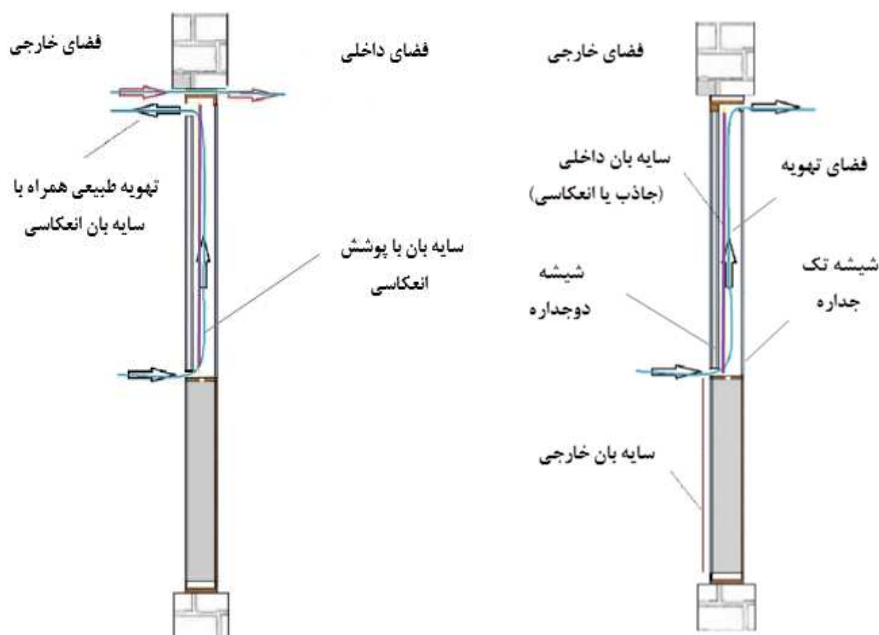 فضای خارجی
فضای داخلی
فضای خارجی
تهویه طبیعی همراه با
سایه بان انعکاسی
سایه بان با پوشش
انعکاسی
سایه بان داخلی
(جاذب یا انعکاسی)
فضای تهویه
شیشه
دوجداره
شیشه تک
جداره
سایه بان خارجی